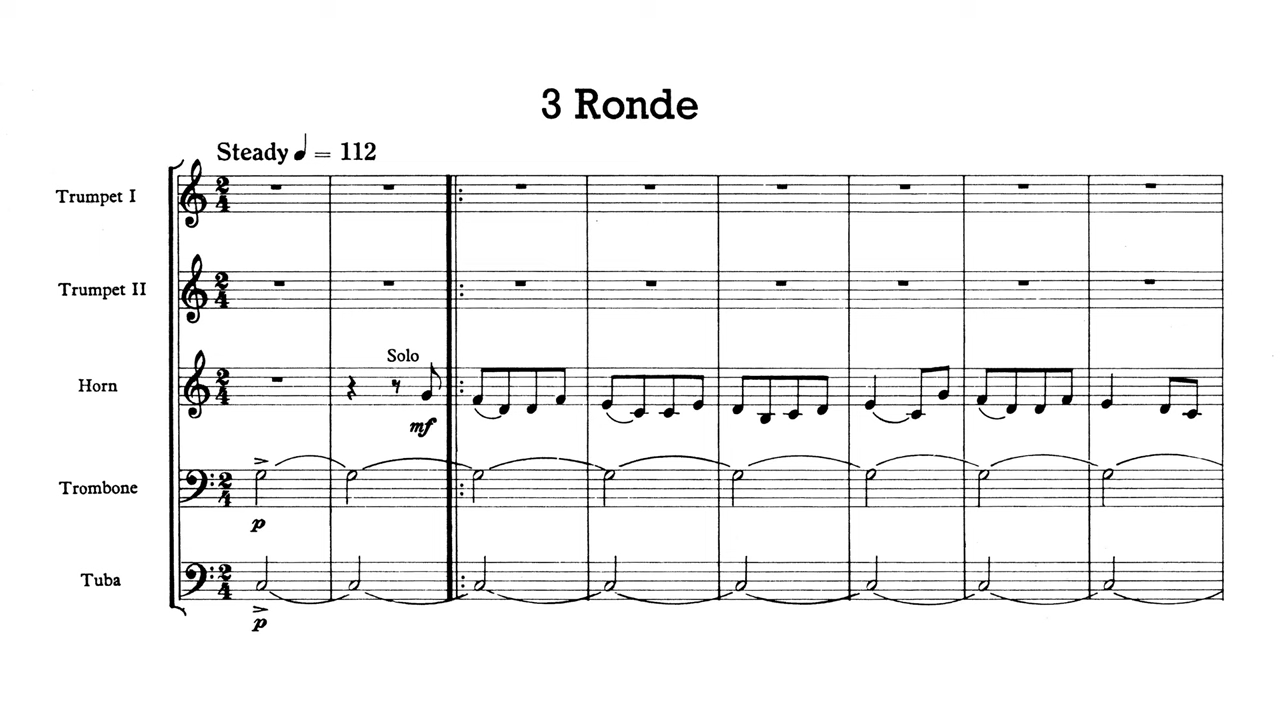 3 Ronde
Steady ♩ = 112
Trumpet I
Trumpet II
Solo
Horn
mf
Trombone
p
Tuba
p